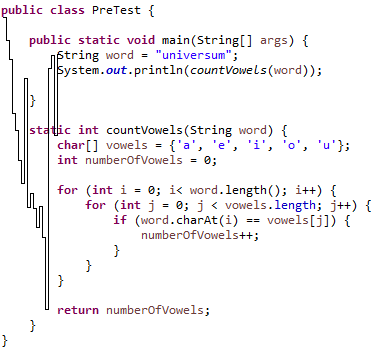 public class PreTest {
public static void main(String[] args) {
String word = "universum";
System.out.println(countVowels(word));
}
static int countVowels(String word) {
char[] vowels = {'a', 'e', 'i', 'o', 'u'};
int numberOfVowels = 0;
for (int i = 0; i< word.length(); i++) {
for (int j = 0; j < vowels.length; j++) {
if (word.charAt(i) == vowels[j]) {
numberOfVowels++;
}
}
}
return numberOfVowels;
}
}